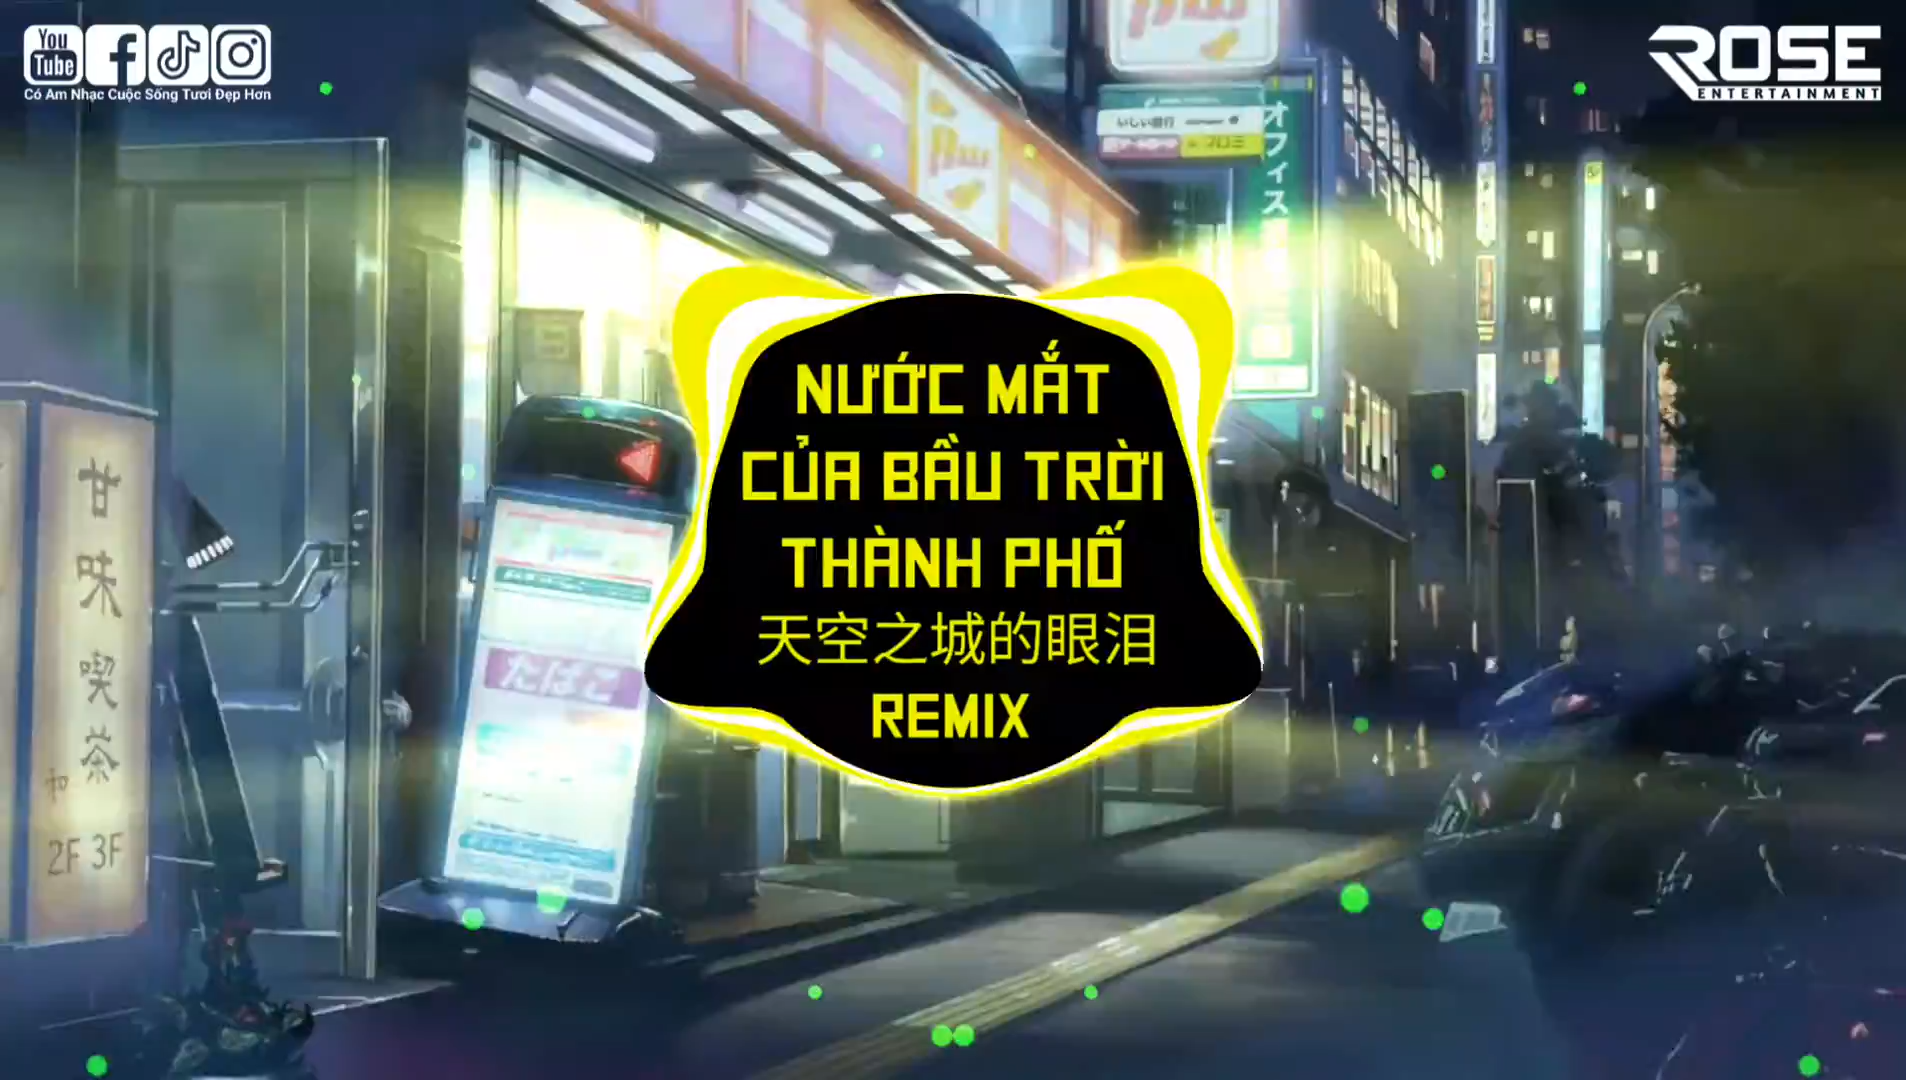 You
Tube
Có Am Nhạc Cuộc Sống Tươi Đẹp Hơn
ROSE
ENTERTAINMENT
オフィス
NƯỚC MẮT
CỦA BẦU TRỜI
THÀNH PHỐ
天空之城的眼泪
REMIX
甘味喫茶
和
2F 3F
たばこ